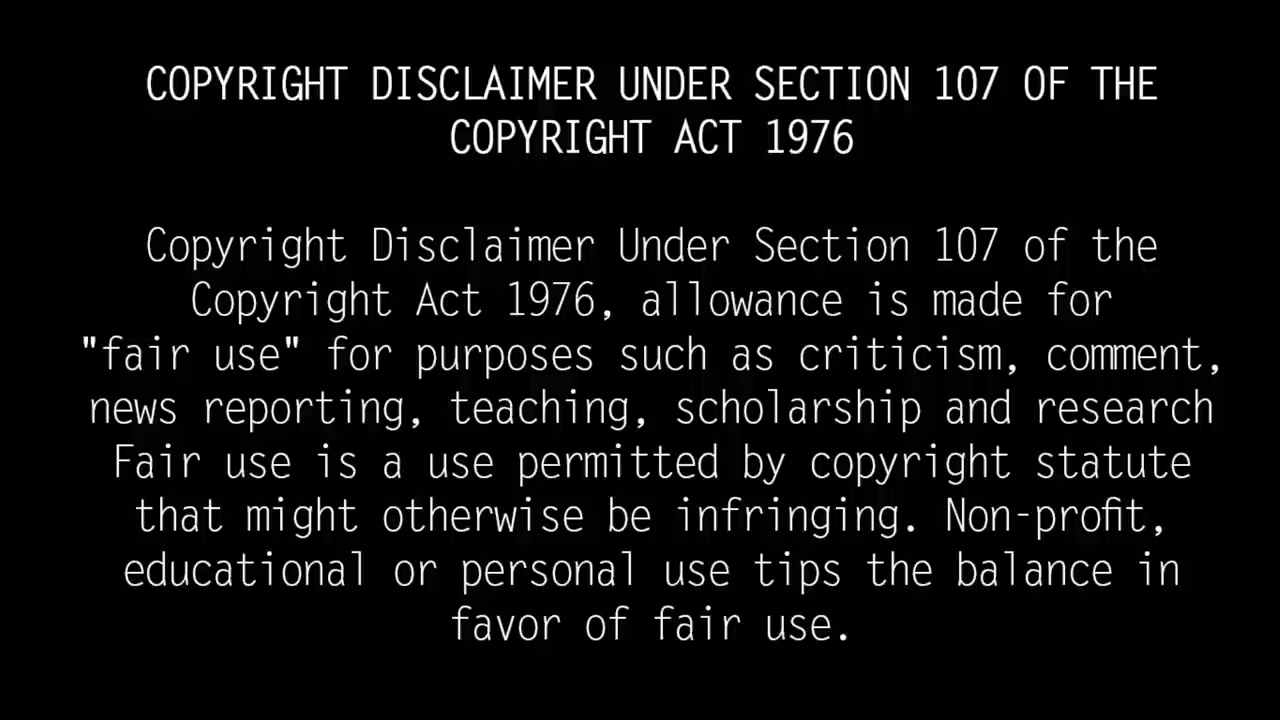 COPYRIGHT DISCLAIMER UNDER SECTION 107 OF THE
COPYRIGHT ACT 1976
Copyright Disclaimer Under Section 107 of the
Copyright Act 1976, allowance is made for
"fair use" for purposes such as criticism, comment,
news reporting, teaching, scholarship and research
Fair use is a use permitted by copyright statute
that might otherwise be infringing. Non-profit,
educational or personal use tips the balance in
favor of fair use.